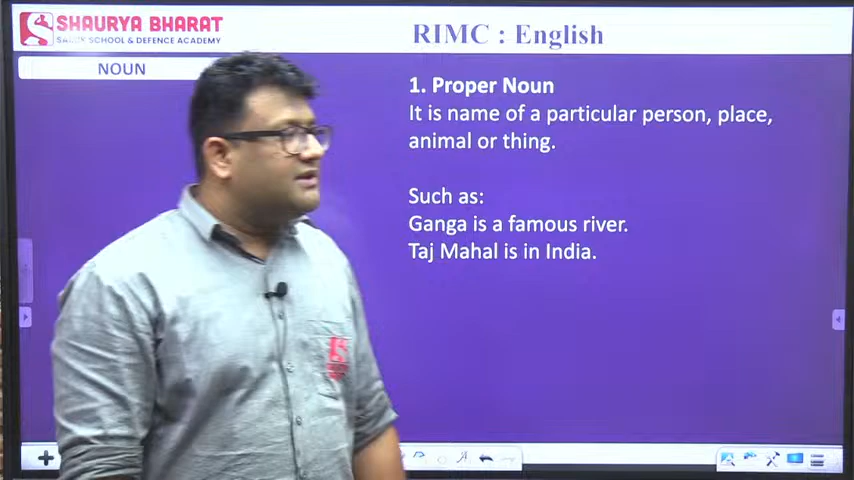 SHAURYA BHARAT
SAINIK SCHOOL & DEFENCE ACADEMY
RIMC : English
NOUN
1. Proper Noun
It is name of a particular person, place,
animal or thing.
Such as:
Ganga is a famous river.
Taj Mahal is in India.